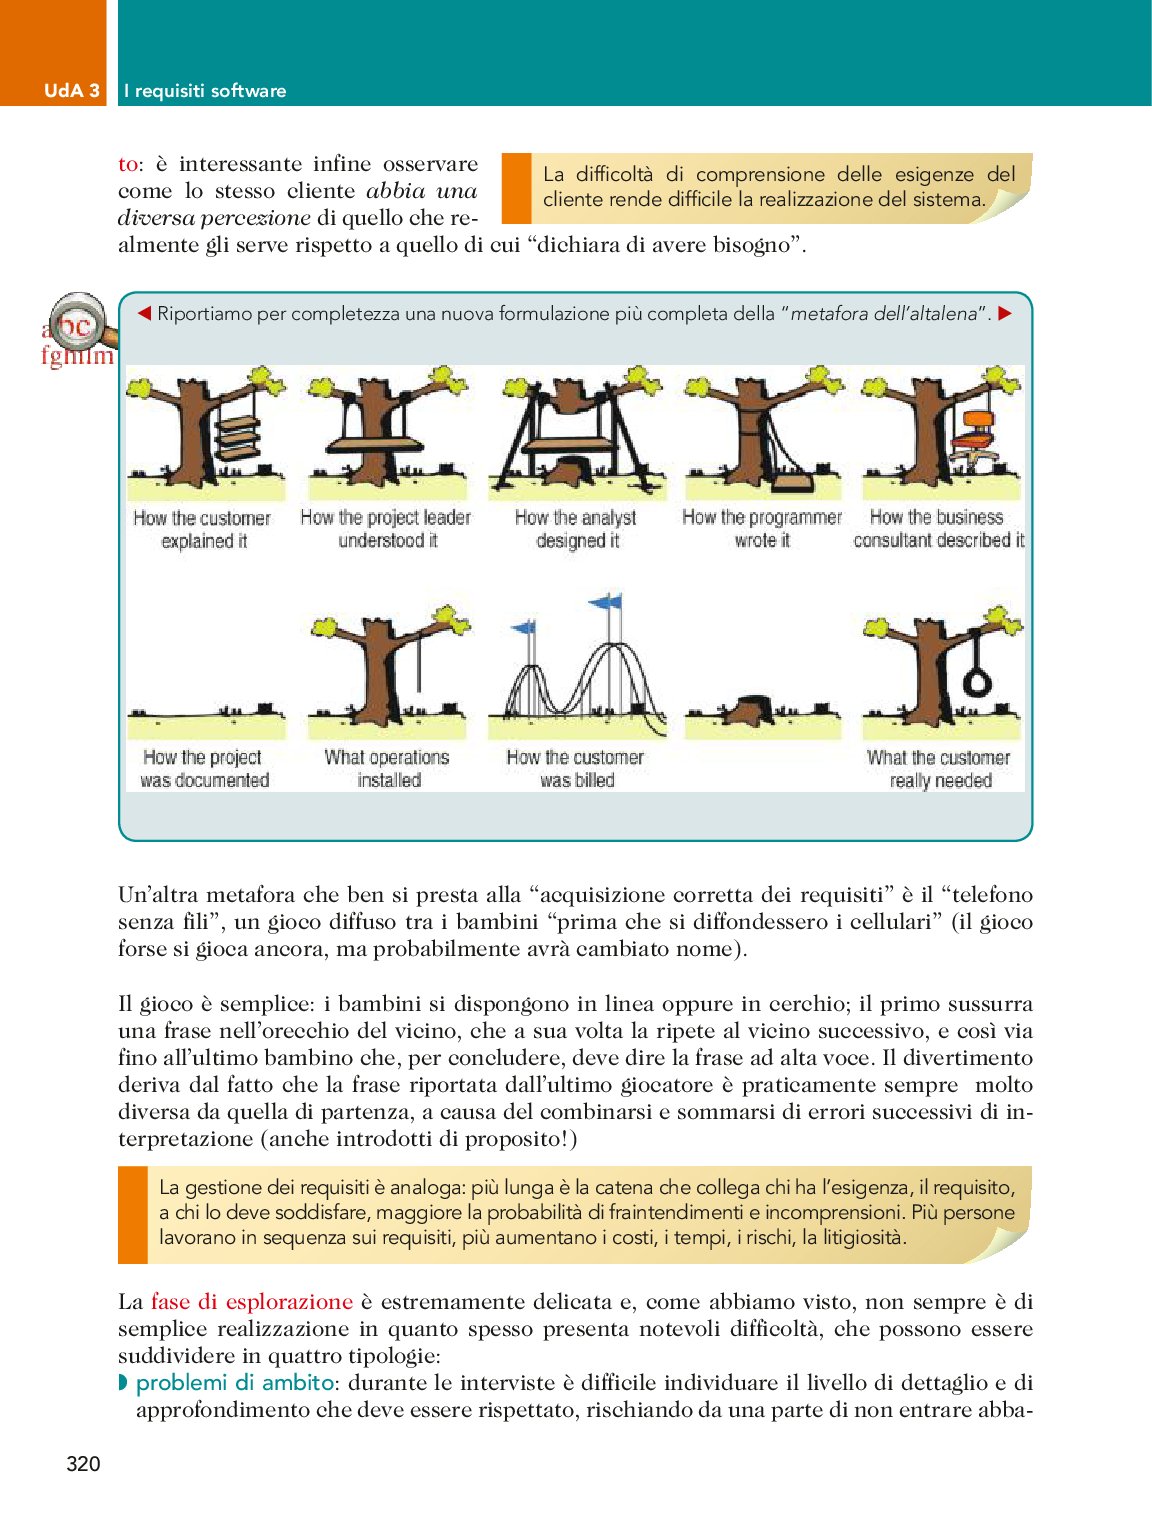 UdA 3 I requisiti software
to: è interessante infine osservare
come lo stesso cliente abbia una
diversa percezione di quello che re-
almente gli serve rispetto a quello di cui “dichiara di avere bisogno”.
La difficoltà di comprensione delle esigenze del
cliente rende difficile la realizzazione del sistema.
abc
fghilm
◀ Riportiamo per completezza una nuova formulazione più completa della “metafora dell’altalena”. ▶
How the customer
explained it
How the project leader
understood it
How the analyst
designed it
How the programmer
wrote it
How the business
consultant described it
How the project
was documented
What operations
installed
How the customer
was billed
What the customer
really needed
Un’altra metafora che ben si presta alla “acquisizione corretta dei requisiti” è il “telefono
senza fili”, un gioco diffuso tra i bambini “prima che si diffondessero i cellulari” (il gioco
forse si gioca ancora, ma probabilmente avrà cambiato nome).
Il gioco è semplice: i bambini si dispongono in linea oppure in cerchio; il primo sussurra
una frase nell’orecchio del vicino, che a sua volta la ripete al vicino successivo, e così via
fino all’ultimo bambino che, per concludere, deve dire la frase ad alta voce. Il divertimento
deriva dal fatto che la frase riportata dall’ultimo giocatore è praticamente sempre molto
diversa da quella di partenza, a causa del combinarsi e sommarsi di errori successivi di in-
terpretazione (anche introdotti di proposito!)
La gestione dei requisiti è analoga: più lunga è la catena che collega chi ha l’esigenza, il requisito,
a chi lo deve soddisfare, maggiore la probabilità di fraintendimenti e incomprensioni. Più persone
lavorano in sequenza sui requisiti, più aumentano i costi, i tempi, i rischi, la litigiosità.
La fase di esplorazione è estremamente delicata e, come abbiamo visto, non sempre è di
semplice realizzazione in quanto spesso presenta notevoli difficoltà, che possono essere
suddividere in quattro tipologie:
◗ problemi di ambito: durante le interviste è difficile individuare il livello di dettaglio e di
approfondimento che deve essere rispettato, rischiando da una parte di non entrare abba-
320